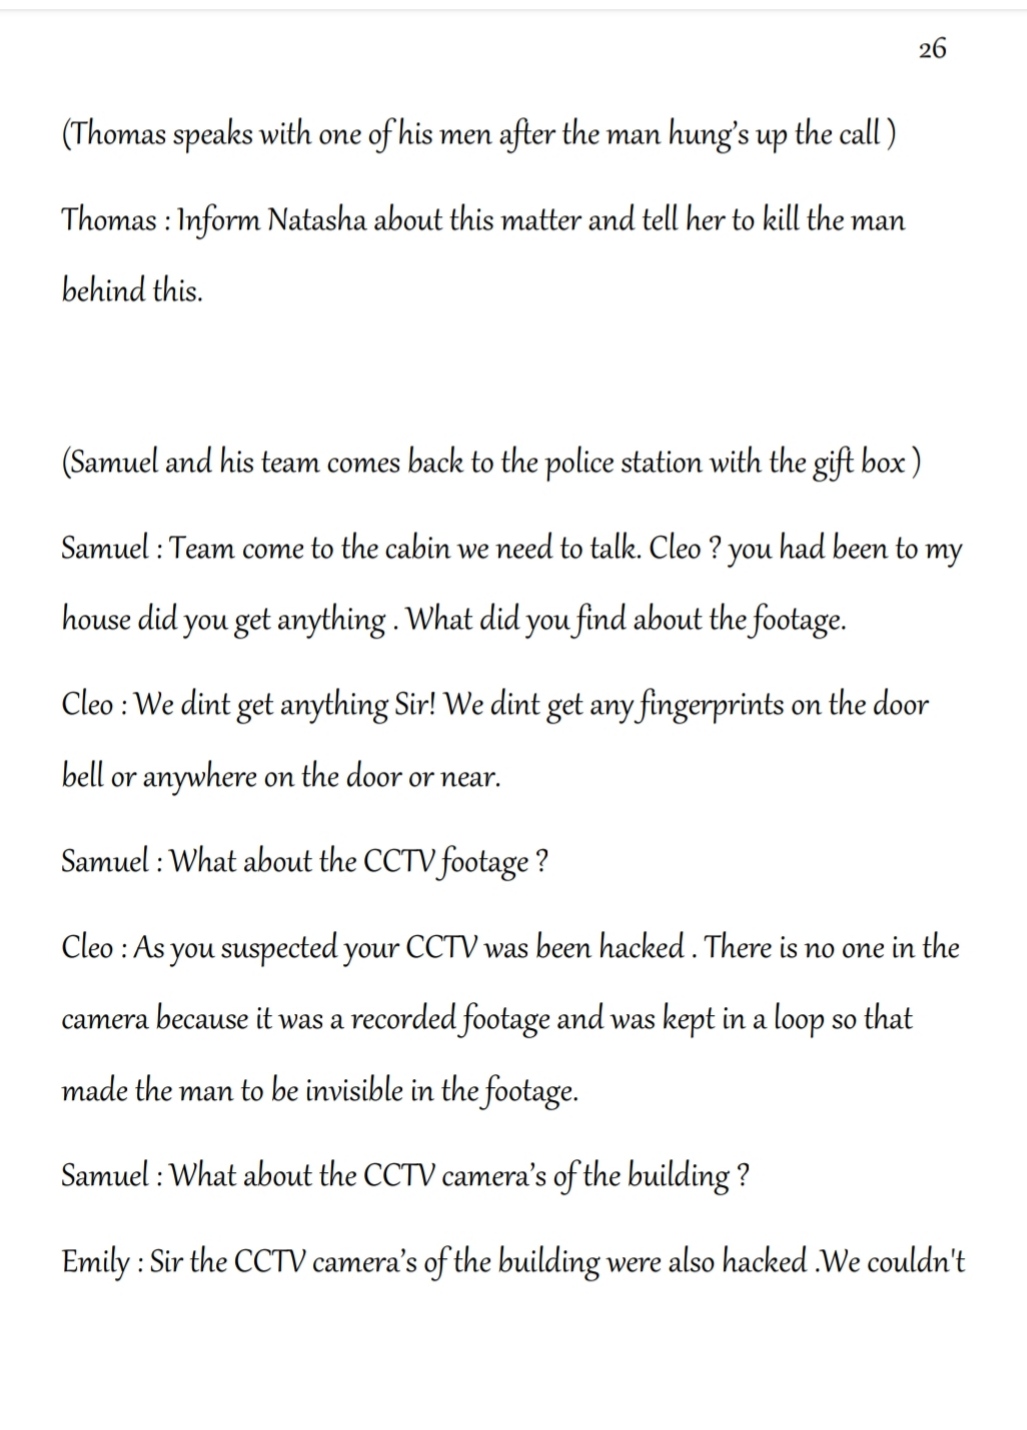 26
(Thomas speaks with one of his men after the man hung’s up the call )
Thomas : Inform Natasha about this matter and tell her to kill the man
behind this.
(Samuel and his team comes back to the police station with the gift box )
Samuel : Team come to the cabin we need to talk. Cleo ? you had been to my
house did you get anything . What did you find about the footage.
Cleo : We dint get anything Sir! We dint get any fingerprints on the door
bell or anywhere on the door or near.
Samuel : What about the CCTV footage ?
Cleo : As you suspected your CCTV was been hacked . There is no one in the
camera because it was a recorded footage and was kept in a loop so that
made the man to be invisible in the footage.
Samuel : What about the CCTV camera’s of the building ?
Emily : Sir the CCTV camera’s of the building were also hacked .We couldn't